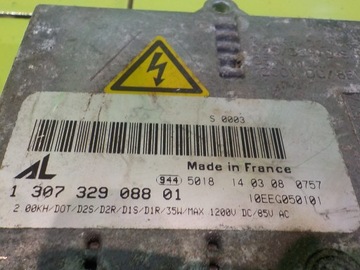 S 0003
Made in France
AL
944 5018 14 03 08 0757
1 307 329 088 01
10EEG050101
2 00KH/DOT/D2S/D2R/D1S/D1R/35W/MAX 1200V DC/85V AC